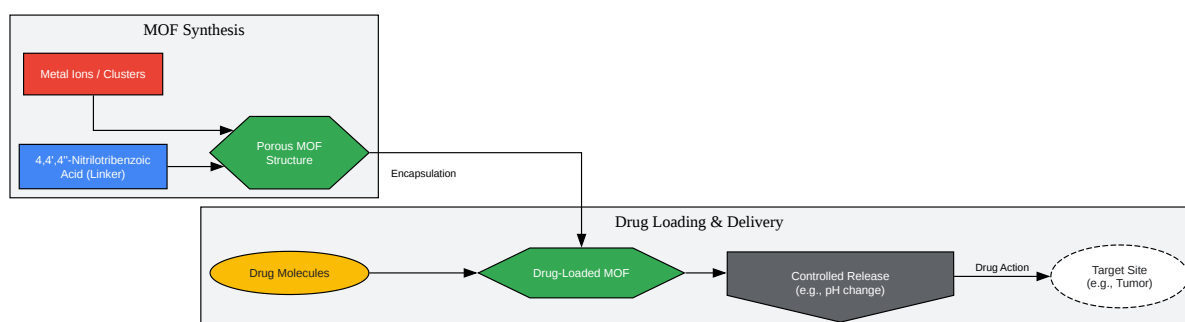 MOF Synthesis
Metal Ions / Clusters
4,4',4''-Nitrilotribenzoic
Acid (Linker)
Porous MOF
Structure
Encapsulation
Drug Loading & Delivery
Drug Molecules
Drug-Loaded MOF
Controlled Release
(e.g., pH change)
Drug Action
Target Site
(e.g., Tumor)